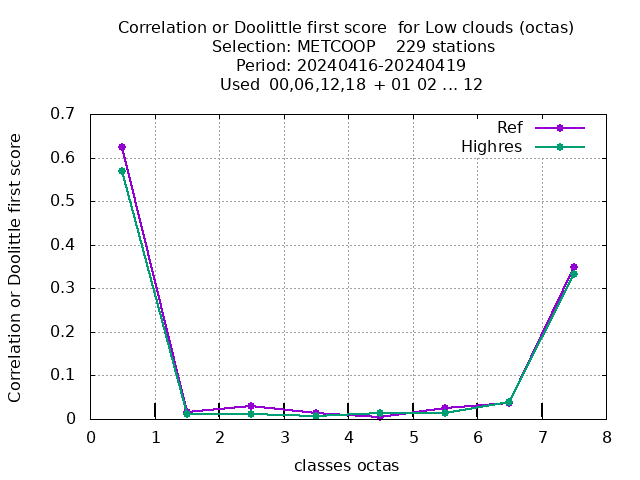 Correlation or Doolittle first score  for Low clouds (octas)
Selection: METCOOP    229 stations
Period: 20240416-20240419
Used  00,06,12,18  + 01 02 ... 12
Correlation or Doolittle first score
0.7
0.6
0.5
0.4
0.3
0.2
0.1
0
Ref
Highres
0 1 2 3 4 5 6 7 8
classes octas